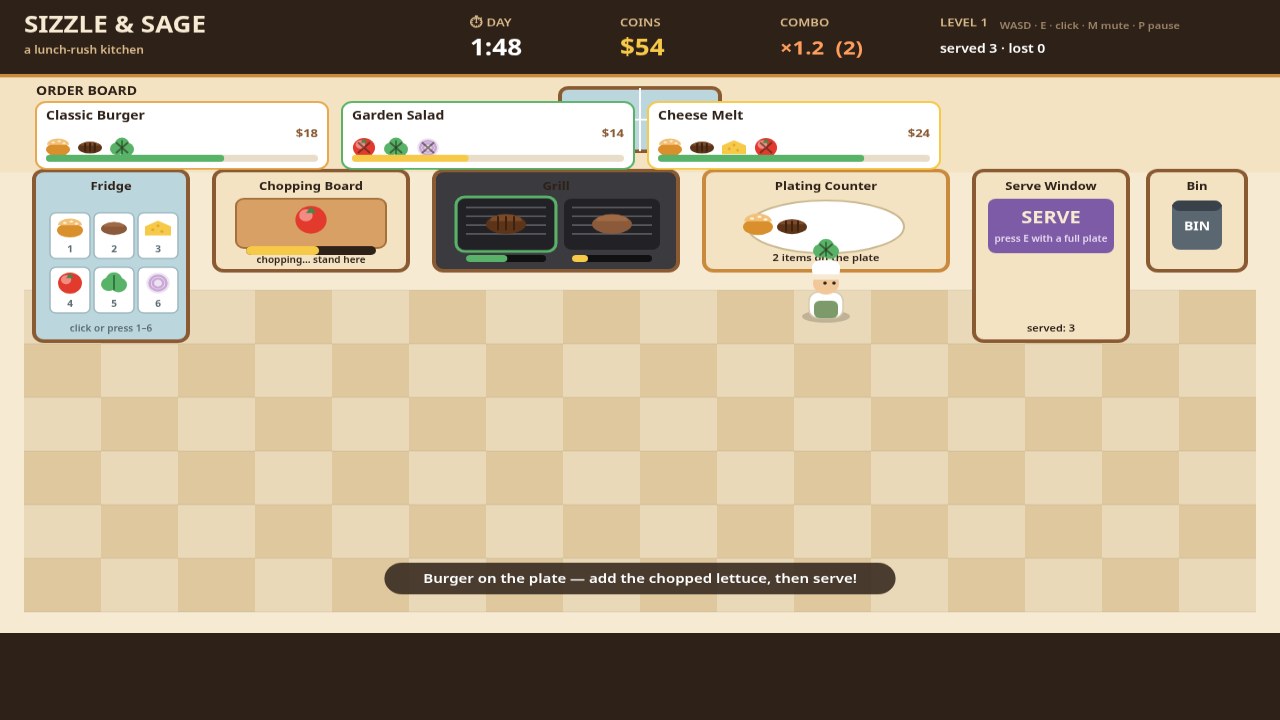 SIZZLE & SAGE
a lunch-rush kitchen
⏱ DAY
1:48
COINS
$54
COMBO
×1.2 (2)
LEVEL 1
WASD · E · click · M mute · P pause
served 3 · lost 0
ORDER BOARD
Classic Burger
$18
Garden Salad
$14
Cheese Melt
$24
Fridge
1 2 3
4 5 6
click or press 1–6
Chopping Board
chopping... stand here
Grill
Plating Counter
2 items on the plate
Serve Window
SERVE
press E with a full plate
served: 3
Bin
BIN
Burger on the plate — add the chopped lettuce, then serve!